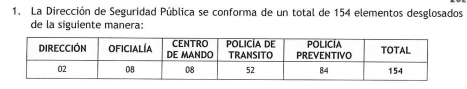 1. La Dirección de Seguridad Pública se conforma de un total de 154 elementos desglosados
de la siguiente manera:
DIRECCIÓN OFICIALÍA CENTRO DE MANDO POLICÍA DE TRANSITO POLICÍA PREVENTIVO TOTAL
02 08 08 52 84 154